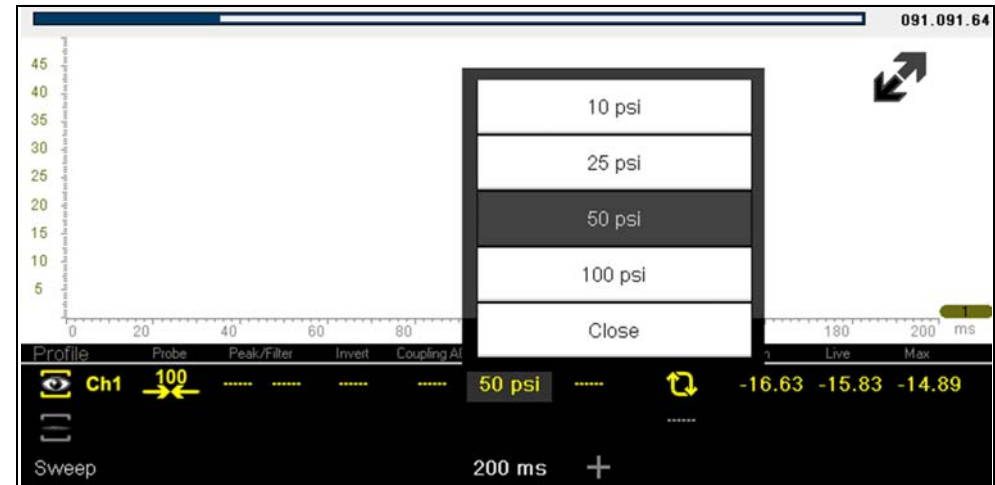 091.091.64
45
40
35
30
25
20
15
10
5
10 psi
25 psi
50 psi
100 psi
Close
0 20 40 60 80 180 200 ms
1
Profile Probe Peak/Filter Invert Coupling Live Max
Ch1 100 ------ ------ ------ ------ 50 psi ------ -16.63 -15.83 -14.89
------
Sweep 200 ms +